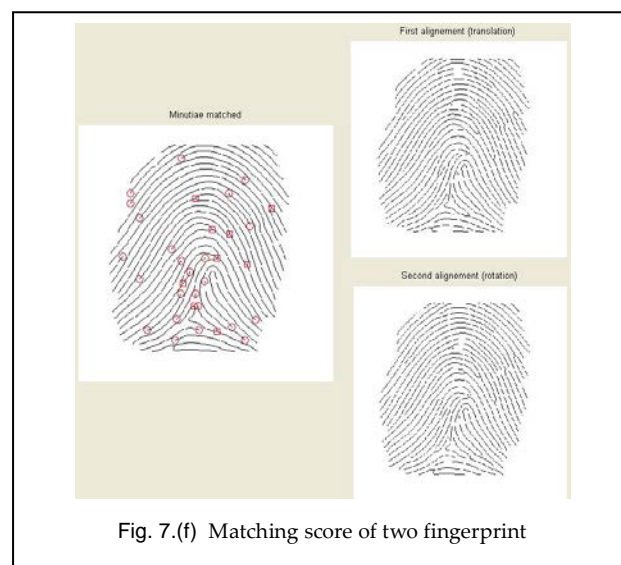 First alignement (translation)
Minutiae matched
Second alignement (rotation)
Fig. 7.(f) Matching score of two fingerprint